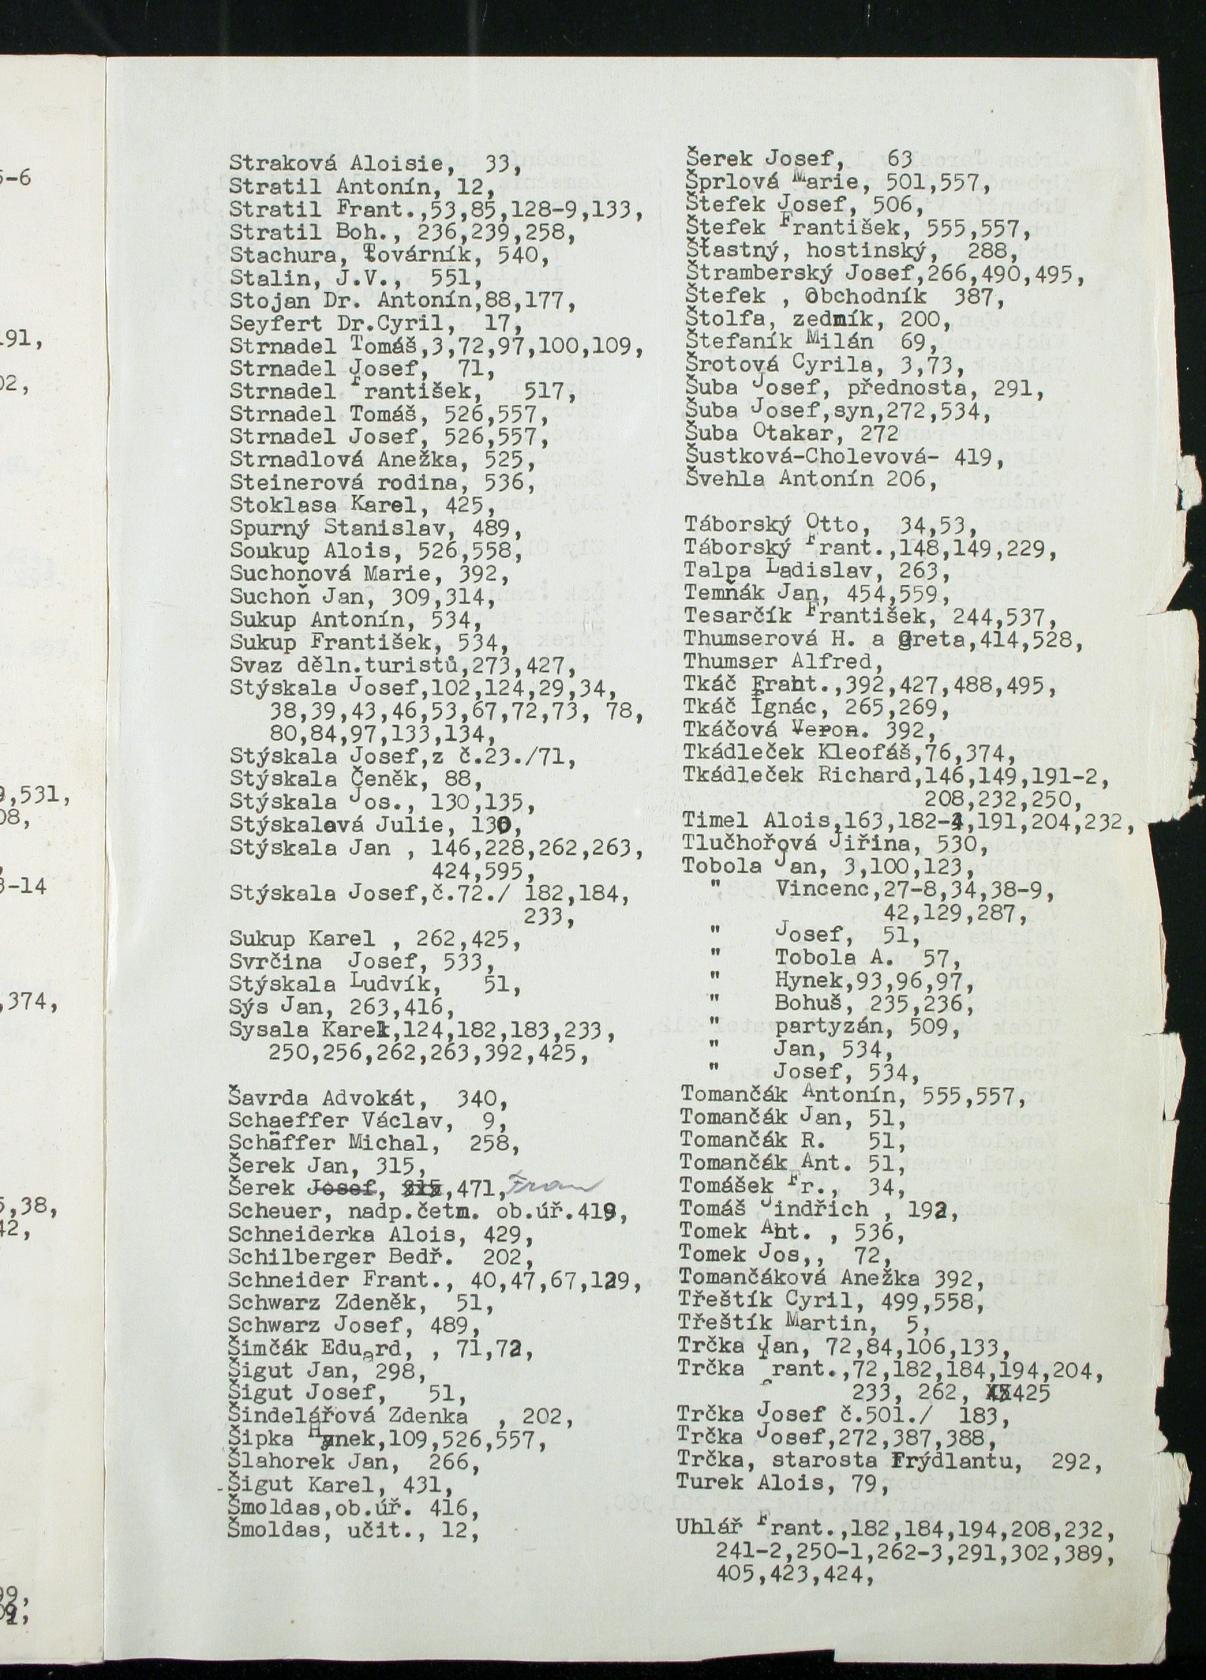 5-6
191,
02,
9,531,
08,
3-14
,374,
5,38,
42,
99,
Straková Aloisie, 33,
Stratil Antonín, 12,
Stratil Frant.,53,85,128-9,133,
Stratil Boh., 236,239,258,
Stachura, továrník, 540,
Stalin, J.V., 551,
Stojan Dr. Antonín,88,177,
Seyfert Dr.Cyril, 17,
Strnadel Tomáš,3,72,97,100,109,
Strnadel Josef, 71,
Strnadel František, 517,
Strnadel Tomáš, 526,557,
Strnadel Josef, 526,557,
Strnadlová Anežka, 525,
Steinerová rodina, 536,
Stoklasa Karel, 425,
Spurný Stanislav, 489,
Soukup Alois, 526,558,
Suchoňová Marie, 392,
Suchoň Jan, 309,314,
Sukup Antonín, 534,
Sukup František, 534,
Svaz děln.turistů,273,427,
Stýskala Josef,102,124,29,34,
38,39,43,46,53,67,72,73, 78,
80,84,97,133,134,
Stýskala Josef,z č.23./71,
Stýskala Čeněk, 88,
Stýskala Jos., 130,135,
Stýskalová Julie, 130,
Stýskala Jan , 146,228,262,263,
424,595,
Stýskala Josef,č.72./ 182,184,
233,
Sukup Karel , 262,425,
Svrčina Josef, 533,
Stýskala Ludvík, 51,
Sýs Jan, 263,416,
Sysala Karel,124,182,183,233,
250,256,262,263,392,425,
Šavrda Advokát, 340,
Schaeffer Václav, 9,
Schäffer Michal, 258,
Šerek Jan, 315,
Šerek Josef, 315,471, Fran
Scheuer, nadp.četn. ob.úř.419,
Schneiderka Alois, 429,
Schilberger Bedř. 202,
Schneider Frant., 40,47,67,129,
Schwarz Zdeněk, 51,
Schwarz Josef, 489,
Šimčák Eduard, , 71,72,
Šigut Jan, 298,
Šigut Josef, 51,
Šindelářová Zdenka , 202,
Šipka Hynek,109,526,557,
Šlahorek Jan, 266,
Šigut Karel, 431,
Šmoldas,ob.úř. 416,
Šmoldas, učit., 12,
Šerek Josef, 63
Šprlová Marie, 501,557,
Štefek Josef, 506,
Štefek František, 555,557,
Šťastný, hostinský, 288,
Štramberský Josef,266,490,495,
Štefek , obchodník 387,
Štolfa, zedník, 200,
Štefaník Milán 69,
Šrotová Cyrila, 3,73,
Šuba Josef, přednosta, 291,
Šuba Josef,syn,272,534,
Šuba Otakar, 272
Šustková-Cholevová- 419,
Švehla Antonín 206,
Táborský Otto, 34,53,
Táborský Frant.,148,149,229,
Talpa Ladislav, 263,
Temňák Jan, 454,559,
Tesarčík František, 244,537,
Thumserová H. a Greta,414,528,
Thumser Alfred,
Tkáč Frant.,392,427,488,495,
Tkáč Ignác, 265,269,
Tkáčová Veron. 392,
Tkádleček Kleofáš,76,374,
Tkádleček Richard,146,149,191-2,
208,232,250,
Timel Alois,163,182-4,191,204,232,
Tlučhořová Jiřina, 530,
Tobola Jan, 3,100,123,
" Vincenc,27-8,34,38-9,
42,129,287,
" Josef, 51,
" Tobola A. 57,
" Hynek,93,96,97,
" Bohuš, 235,236,
" partyzán, 509,
" Jan, 534,
" Josef, 534,
Tomančák Antonín, 555,557,
Tomančák Jan, 51,
Tomančák R. 51,
Tomančák Ant. 51,
Tomášek Fr., 34,
Tomáš Jindřich , 192,
Tomek Aht. , 536,
Tomek Jos,, 72,
Tomančáková Anežka 392,
Třeštík Cyril, 499,558,
Třeštík Martin, 5,
Trčka Jan, 72,84,106,133,
Trčka Frant.,72,182,184,194,204,
233, 262, 425
Trčka Josef č.501./ 183,
Trčka Josef,272,387,388,
Trčka, starosta Frýdlantu, 292,
Turek Alois, 79,
Uhlář Frant.,182,184,194,208,232,
241-2,250-1,262-3,291,302,389,
405,423,424,